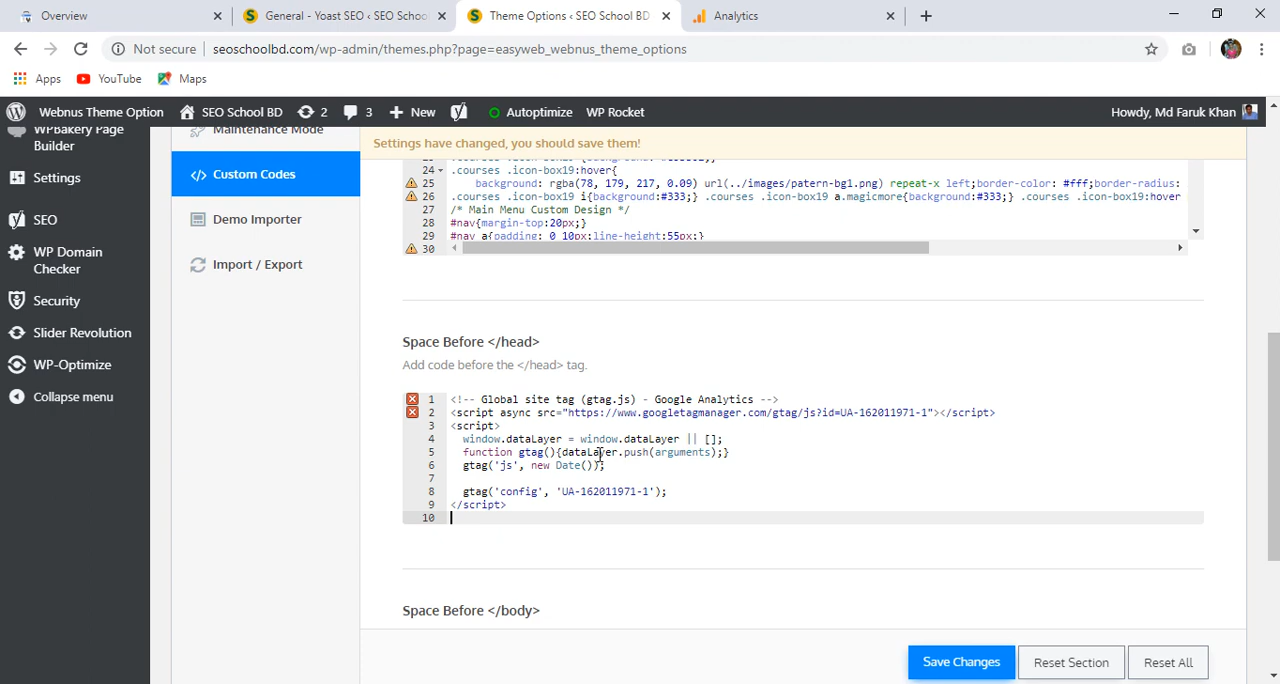 Overview
General - Yoast SEO ‹ SEO Schoo
Theme Options ‹ SEO School BD
Analytics
Not secure | seoschoolbd.com/wp-admin/themes.php?page=easyweb_webnus_theme_options
Apps
YouTube
Maps
Webnus Theme Option
SEO School BD
2
3
New
Autoptimize
WP Rocket
Howdy, Md Faruk Khan
WPBakery Page
Builder
Settings
SEO
WP Domain
Checker
Security
Slider Revolution
WP-Optimize
Collapse menu
Maintenance Mode
Custom Codes
Demo Importer
Import / Export
Settings have changed, you should save them!
24 .courses .icon-box19:hover{
25 background: rgba(78, 179, 217, 0.09) url(../images/patern-bg1.png) repeat-x left;border-color: #fff;border-radius:
26 .courses .icon-box19 i{background:#333;} .courses .icon-box19 a.magicmore{background:#333;} .courses .icon-box19:hover
27 /* Main Menu Custom Design */
28 #nav{margin-top:20px;}
29 #nav a{padding: 0 10px;line-height:55px;}
30
Space Before </head>
Add code before the </head> tag.
1 <!-- Global site tag (gtag.js) - Google Analytics -->
2 <script async src="https://www.googletagmanager.com/gtag/js?id=UA-162011971-1"></script>
3 <script>
4 window.dataLayer = window.dataLayer || [];
5 function gtag(){dataLayer.push(arguments);}
6 gtag('js', new Date());
7
8 gtag('config', 'UA-162011971-1');
9 </script>
10
Space Before </body>
Save Changes
Reset Section
Reset All